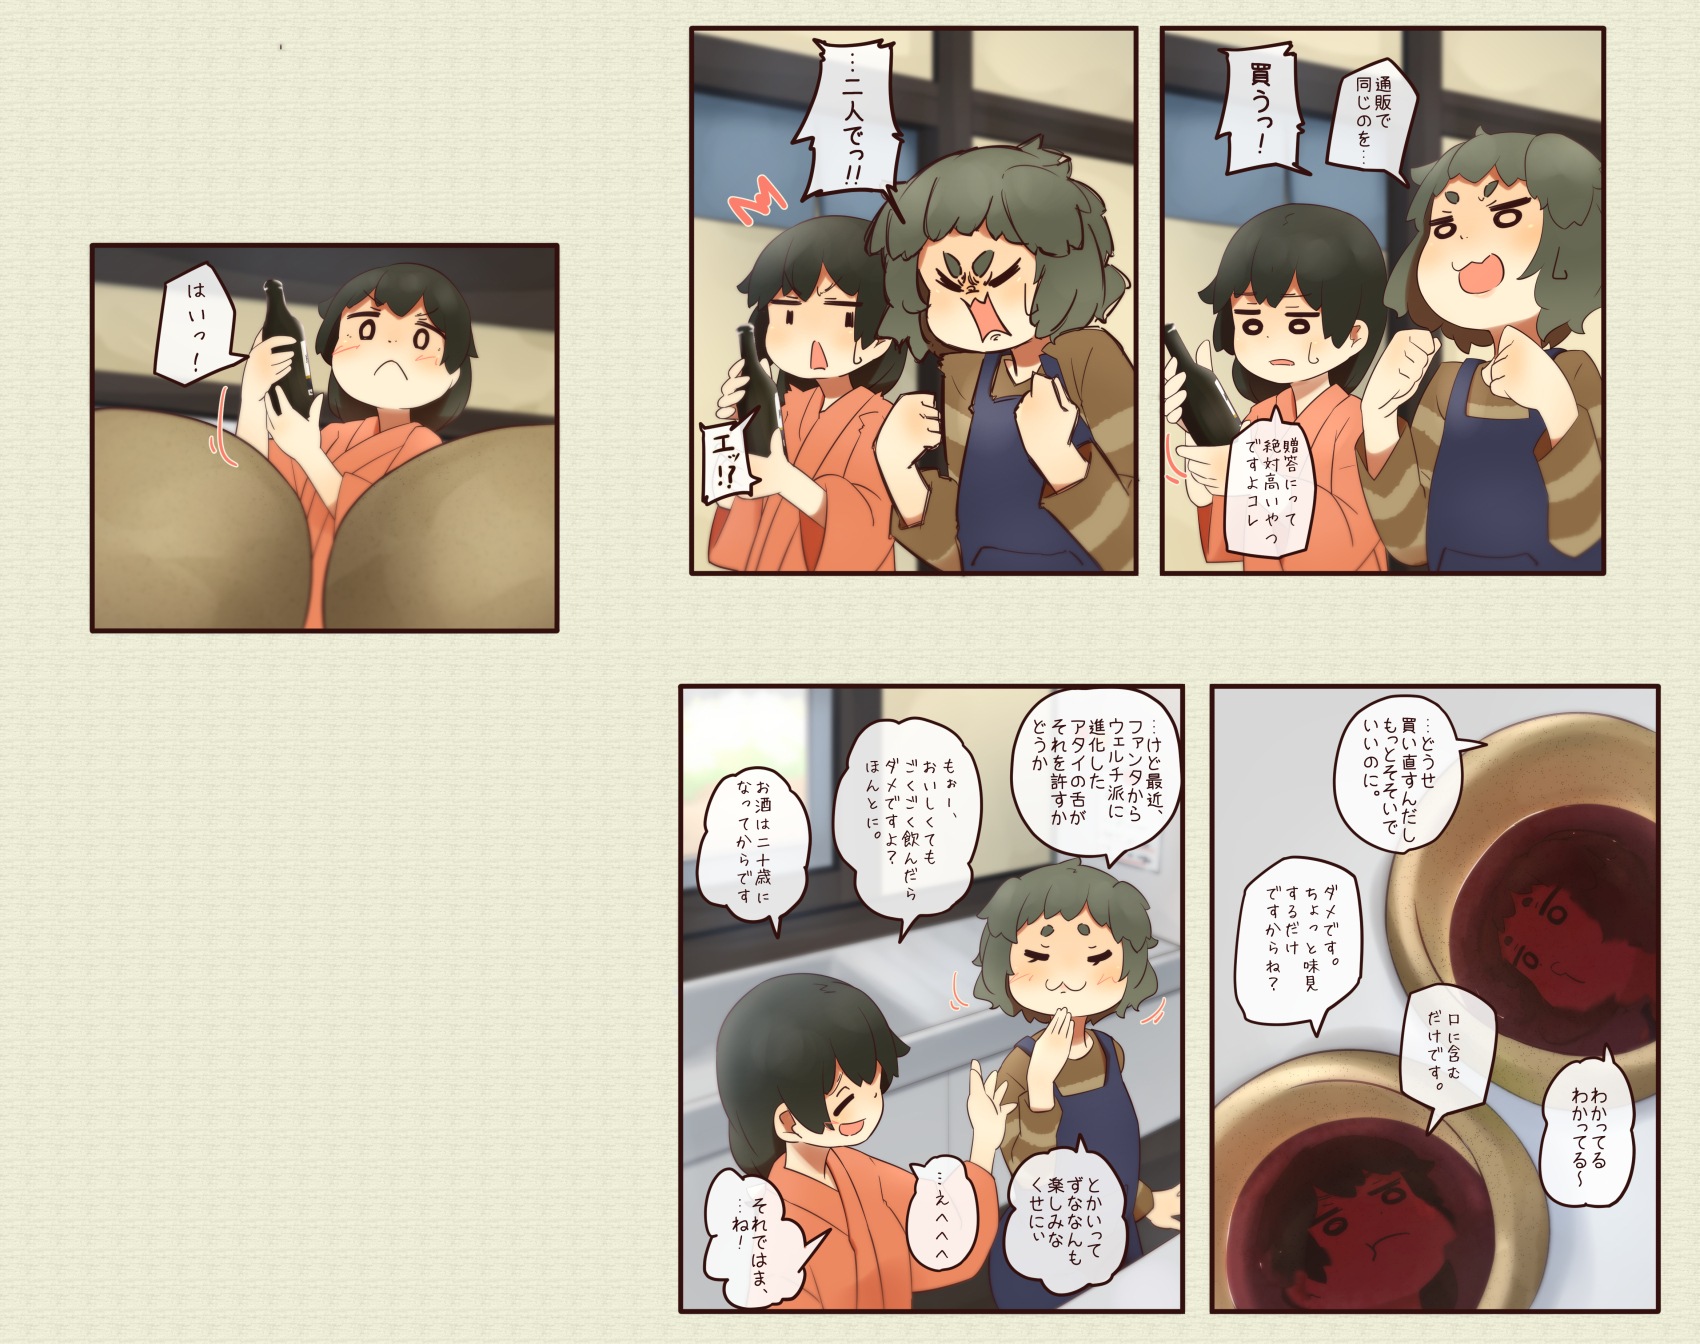 通販で
同じのを…
買うっ！
贈答にって
絶対高いやつ
ですよコレ
…二人でっ!!
エッ!?
はいっ！
…どうせ
買い直すんだし
もっとそそいで
いいのに。
ダメです。
ちょっと味見
するだけ
ですからね？
口に含む
だけです。
わかってる
わかってる～
…けど最近、
ファンタから
ウェルチ派に
進化した
アタイの舌が
それを許すか
どうか
もぉー、
おいしくても
ごくごく飲んだら
ダメですよ？
ほんとに。
お酒は二十歳に
なってからです
とかいって
ずななんも
楽しみな
くせにぃ
…えへへへ
それではま、
…ね！